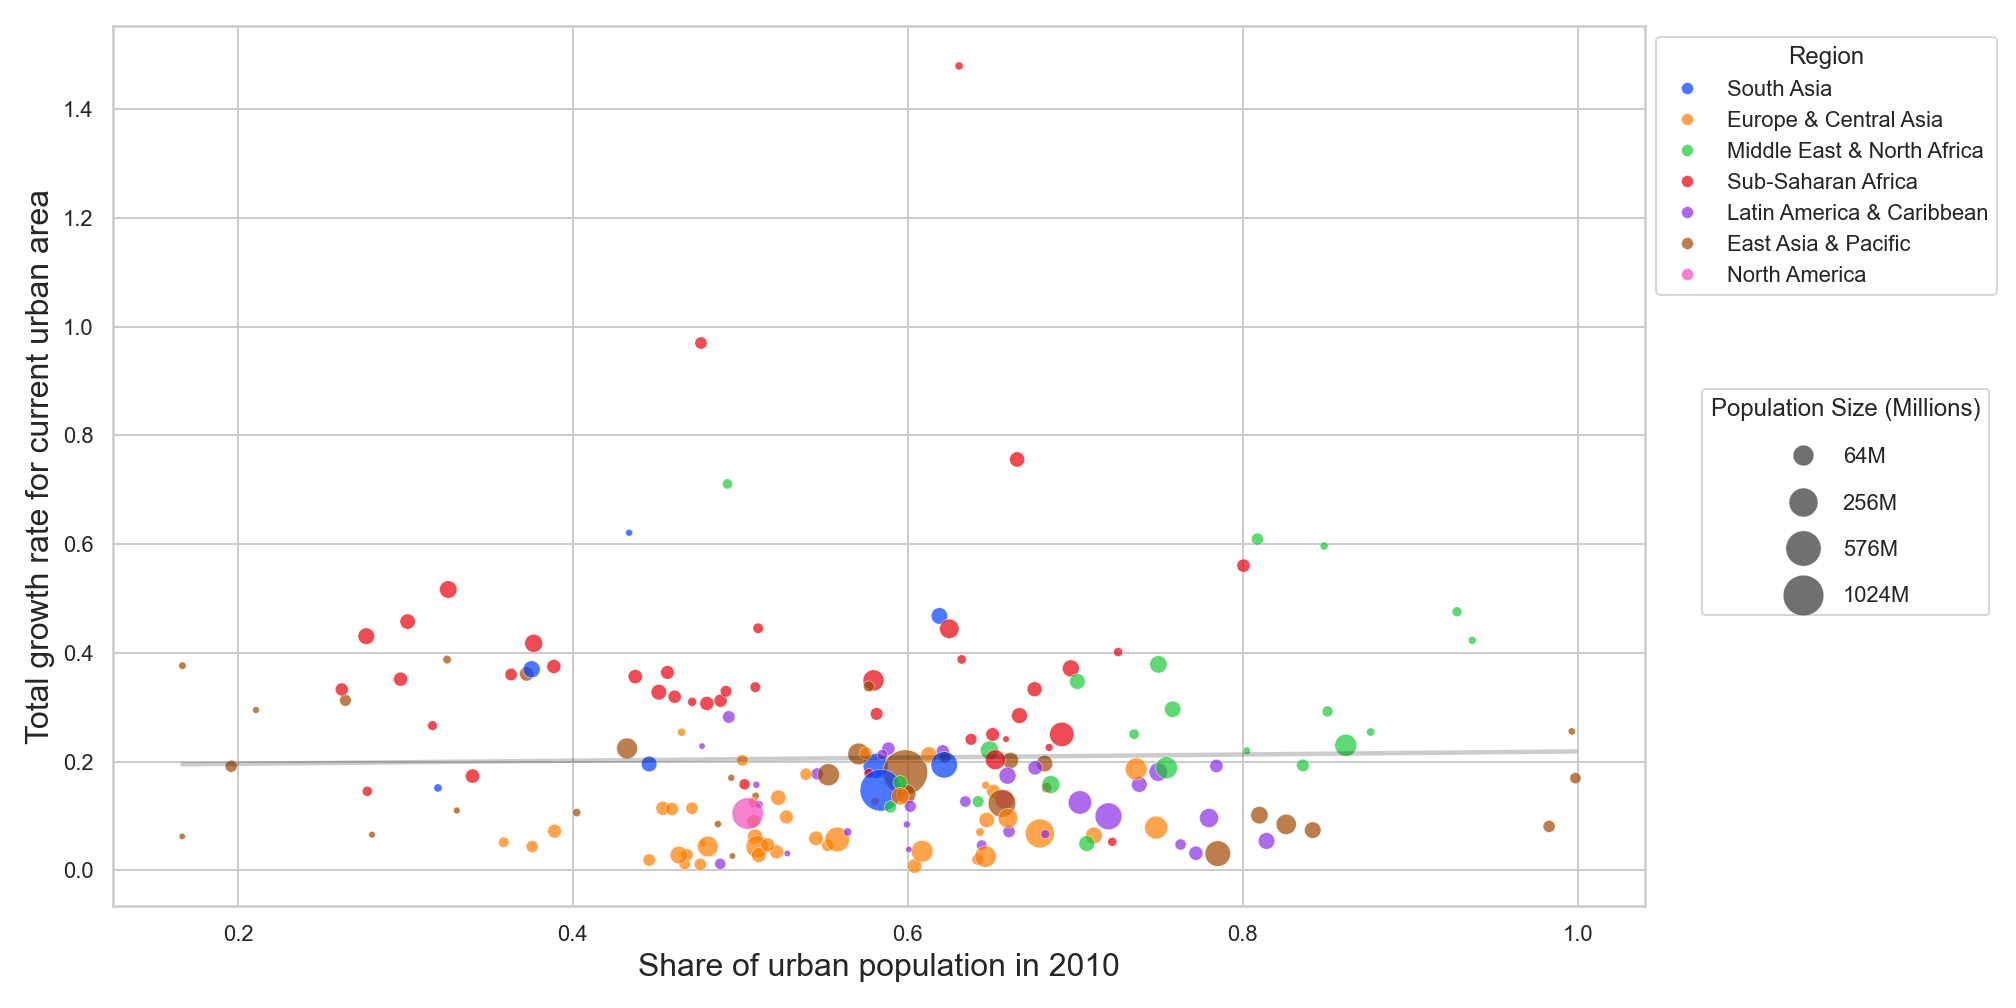 Region
South Asia
Europe & Central Asia
Middle East & North Africa
Sub-Saharan Africa
Latin America & Caribbean
East Asia & Pacific
North America
Population Size (Millions)
64M
256M
576M
1024M
Total growth rate for current urban area
1.4
1.2
1.0
0.8
0.6
0.4
0.2
0.0
0.2 0.4 0.6 0.8 1.0
Share of urban population in 2010